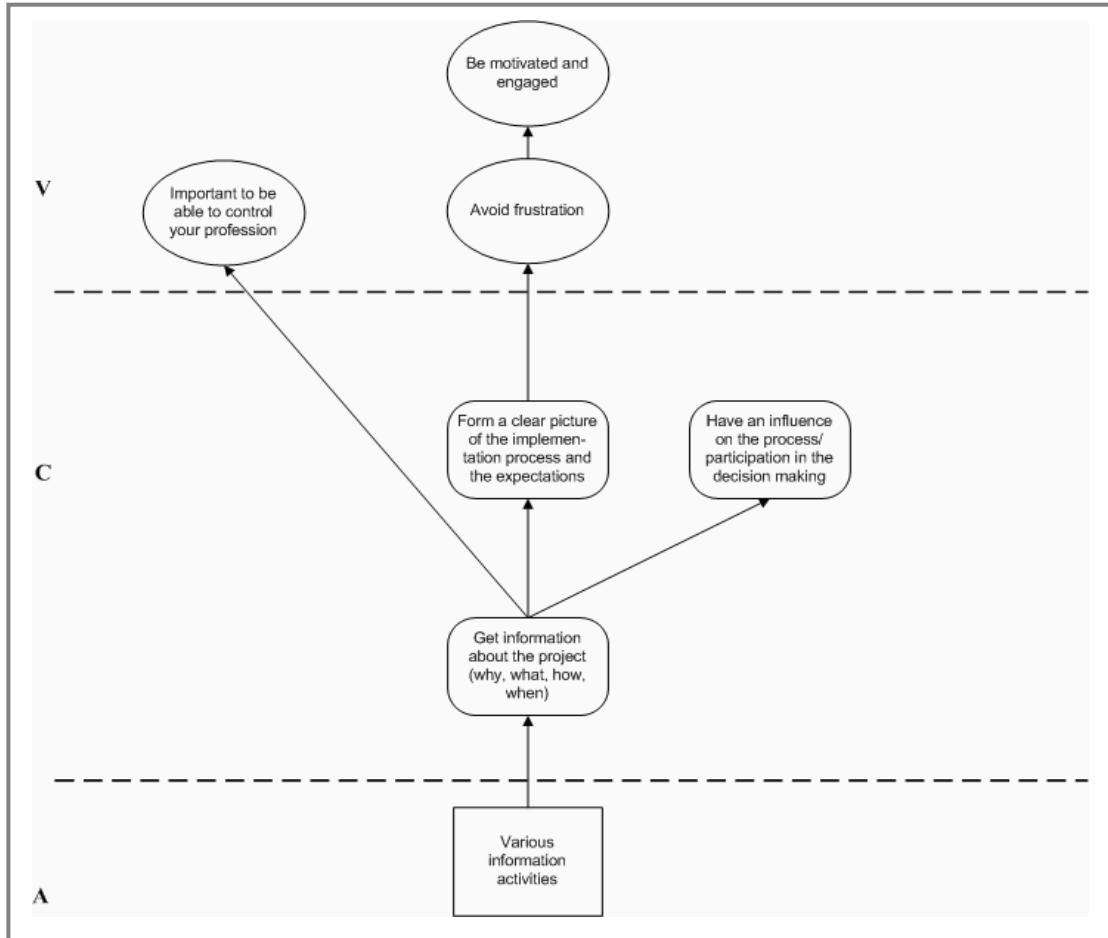 Be motivated and
engaged
V
Important to be
able to control
your profession
Avoid frustration
C
Form a clear picture
of the implemen-
tation process and
the expectations
Have an influence
on the process/
participation in the
decision making
Get information
about the project
(why, what, how,
when)
Various
information
activities
A